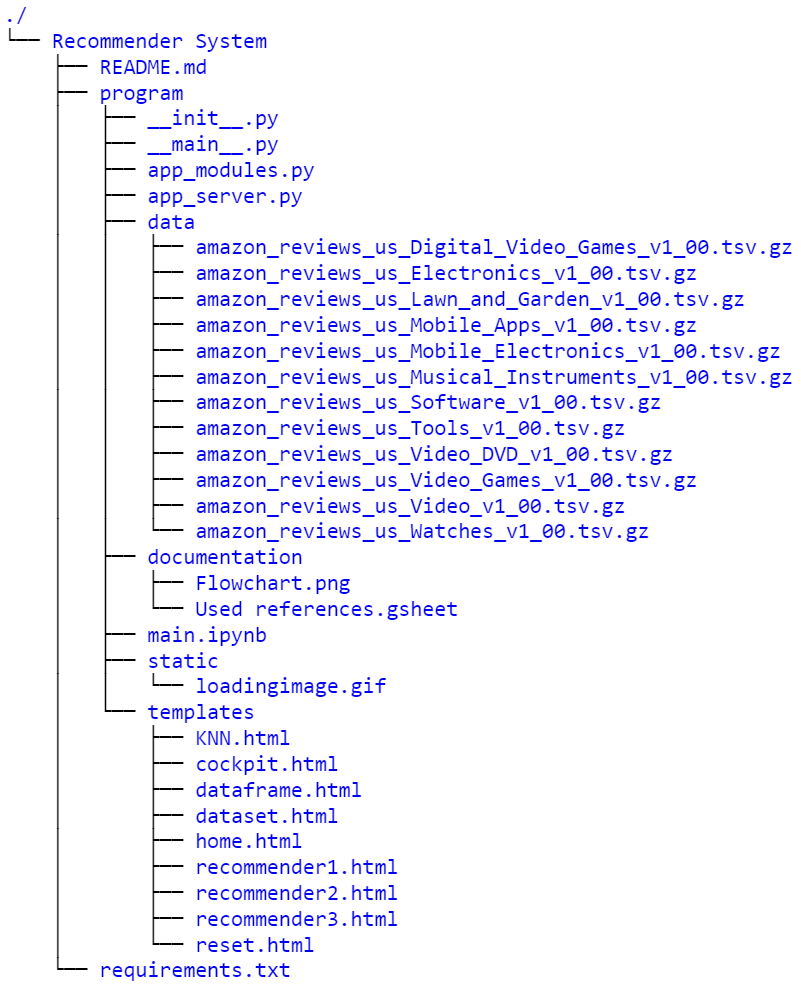 ./
└── Recommender System
    ├── README.md
    ├── program
    │   ├── __init__.py
    │   ├── __main__.py
    │   ├── app_modules.py
    │   ├── app_server.py
    │   ├── data
    │   │   ├── amazon_reviews_us_Digital_Video_Games_v1_00.tsv.gz
    │   │   ├── amazon_reviews_us_Electronics_v1_00.tsv.gz
    │   │   ├── amazon_reviews_us_Lawn_and_Garden_v1_00.tsv.gz
    │   │   ├── amazon_reviews_us_Mobile_Apps_v1_00.tsv.gz
    │   │   ├── amazon_reviews_us_Mobile_Electronics_v1_00.tsv.gz
    │   │   ├── amazon_reviews_us_Musical_Instruments_v1_00.tsv.gz
    │   │   ├── amazon_reviews_us_Software_v1_00.tsv.gz
    │   │   ├── amazon_reviews_us_Tools_v1_00.tsv.gz
    │   │   ├── amazon_reviews_us_Video_DVD_v1_00.tsv.gz
    │   │   ├── amazon_reviews_us_Video_Games_v1_00.tsv.gz
    │   │   ├── amazon_reviews_us_Video_v1_00.tsv.gz
    │   │   └── amazon_reviews_us_Watches_v1_00.tsv.gz
    │   ├── documentation
    │   │   ├── Flowchart.png
    │   │   └── Used references.gsheet
    │   ├── main.ipynb
    │   ├── static
    │   │   └── loadingimage.gif
    │   └── templates
    │       ├── KNN.html
    │       ├── cockpit.html
    │       ├── dataframe.html
    │       ├── dataset.html
    │       ├── home.html
    │       ├── recommender1.html
    │       ├── recommender2.html
    │       ├── recommender3.html
    │       └── reset.html
    └── requirements.txt